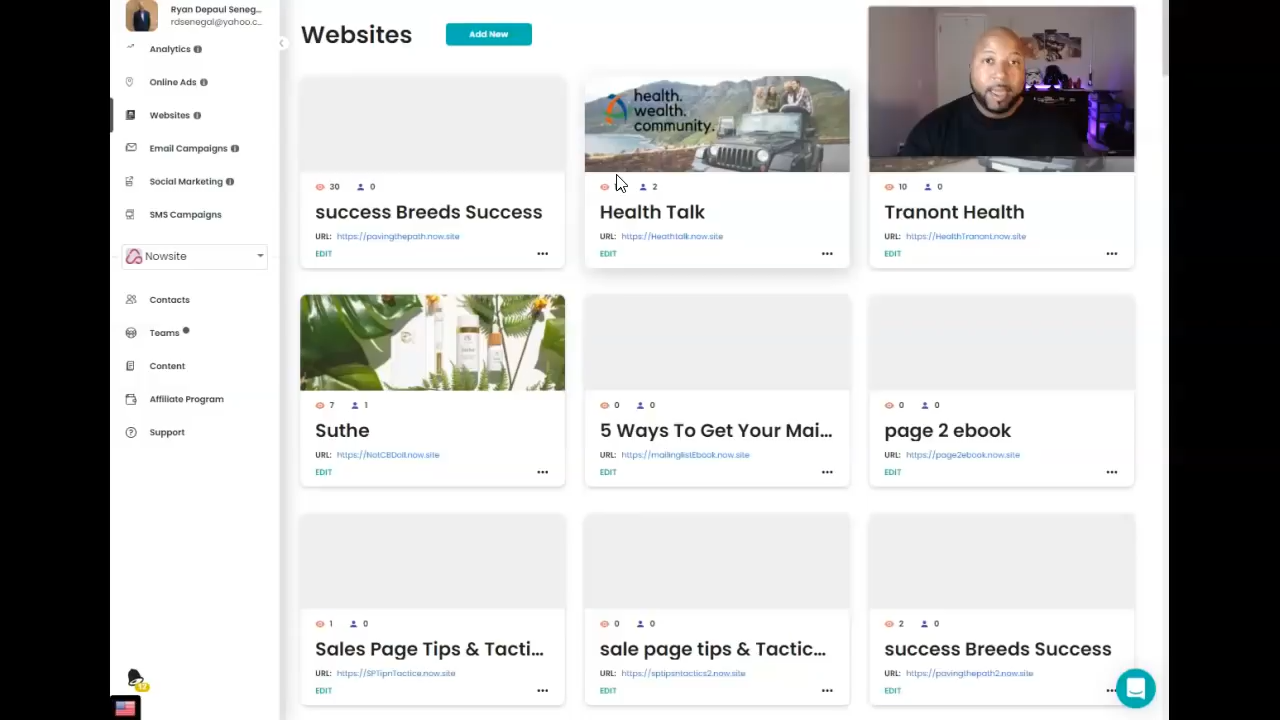 Ryan Depaul Seneg...
rdsenegal@yahoo.c...
Analytics
Online Ads
Websites
Email Campaigns
Social Marketing
SMS Campaigns
Nowsite
Contacts
Teams
Content
Affiliate Program
Support
12
Websites
Add New
30 0
success Breeds Success
URL: https://pavingthepath.now.site
EDIT
health.
wealth.
community.
2
Health Talk
URL: https://Heathtalk.now.site
EDIT
10 0
Tranont Health
URL: https://HealthTranont.now.site
EDIT
7 1
Suthe
URL: https://NotCBDoil.now.site
EDIT
0 0
5 Ways To Get Your Mai...
URL: https://mailinglistEbook.now.site
EDIT
0 0
page 2 ebook
URL: https://page2ebook.now.site
EDIT
1 0
Sales Page Tips & Tacti...
URL: https://SPTipnTactice.now.site
EDIT
0 0
sale page tips & Tactic...
URL: https://sptipsntactics2.now.site
EDIT
2 0
success Breeds Success
URL: https://pavingthepath2.now.site
EDIT